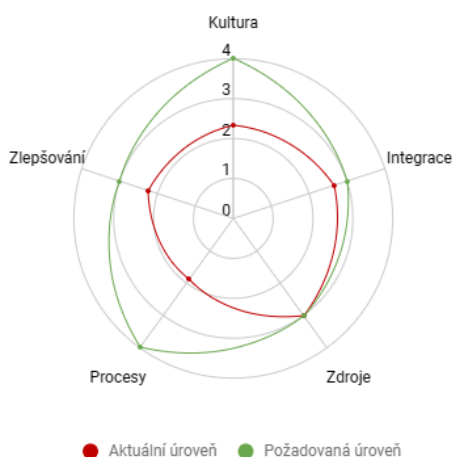 Kultura
4
3
2
1
0
Zlepšování
Integrace
Procesy
Zdroje
Aktuální úroveň
Požadovaná úroveň